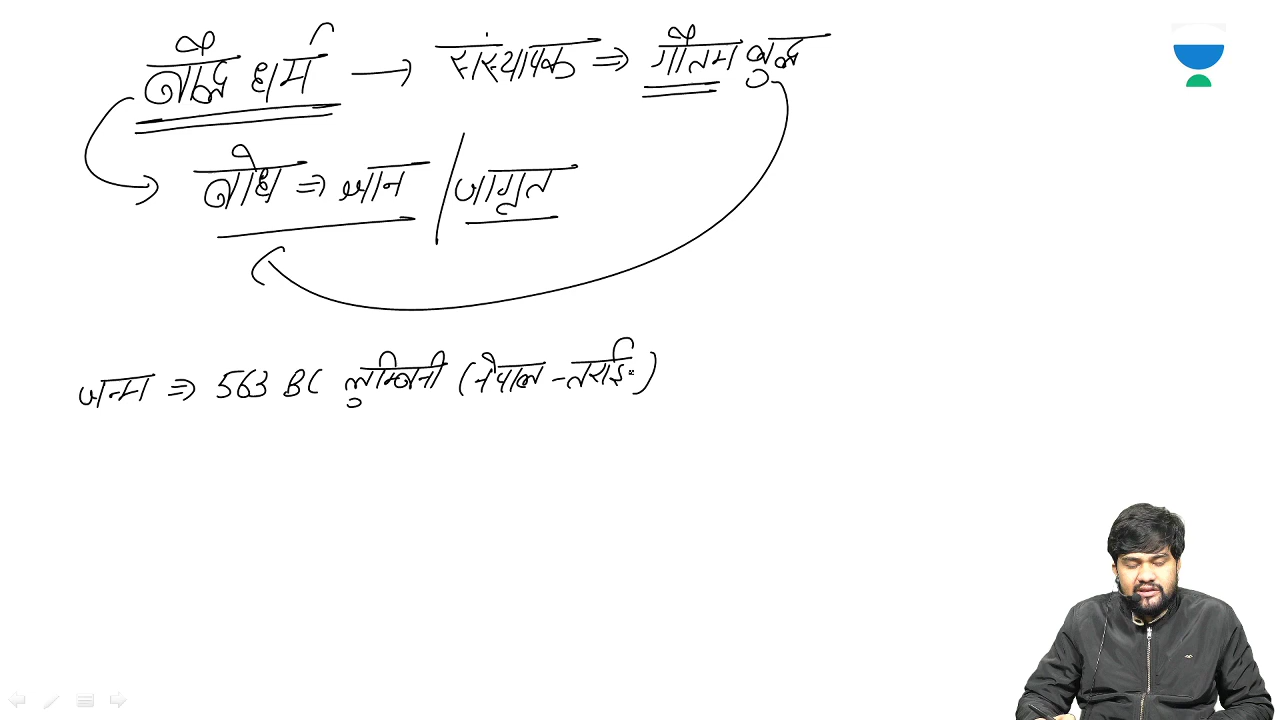 बौद्ध धर्म → संस्थापक ⇒ गौतम बुद्ध
बोध ⇒ ज्ञान / जागृत
जन्म ⇒ 563 BC लुम्बिनी (नेपाल - तराई)